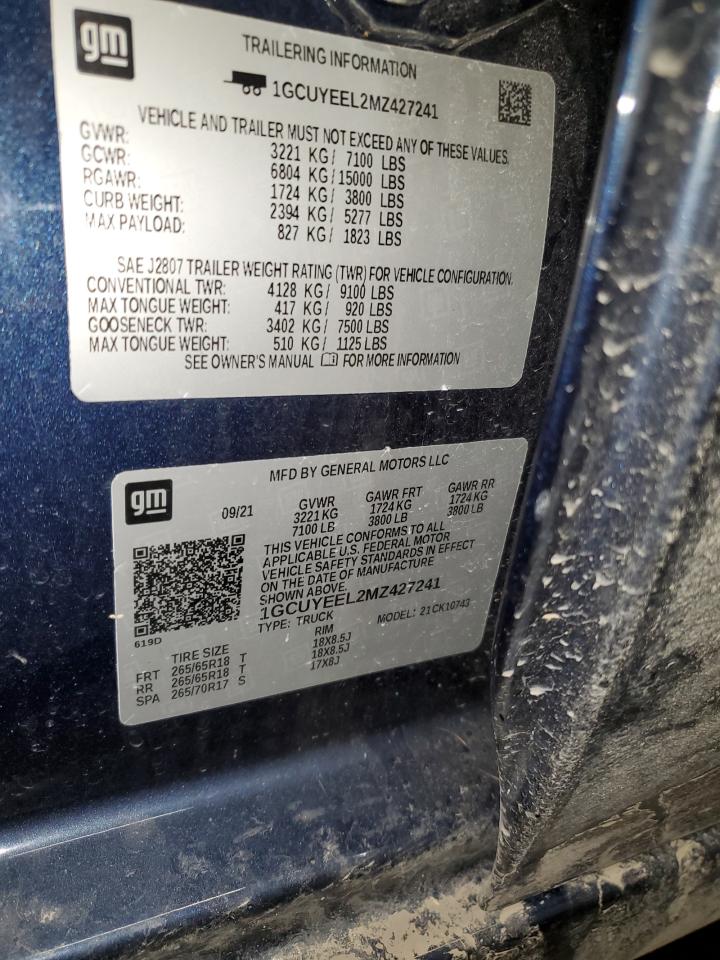 gm
TRAILERING INFORMATION
1GCUYEEL2MZ427241
VEHICLE AND TRAILER MUST NOT EXCEED ANY OF THESE VALUES.
GVWR: 3221 KG / 7100 LBS
GCWR: 6804 KG / 15000 LBS
RGAWR: 1724 KG / 3800 LBS
CURB WEIGHT: 2394 KG / 5277 LBS
MAX PAYLOAD: 827 KG / 1823 LBS
SAE J2807 TRAILER WEIGHT RATING (TWR) FOR VEHICLE CONFIGURATION.
CONVENTIONAL TWR: 4128 KG / 9100 LBS
MAX TONGUE WEIGHT: 417 KG / 920 LBS
GOOSENECK TWR: 3402 KG / 7500 LBS
MAX TONGUE WEIGHT: 510 KG / 1125 LBS
SEE OWNER'S MANUAL FOR MORE INFORMATION
gm
MFD BY GENERAL MOTORS LLC
09/21 GVWR GAWR FRT GAWR RR
3221 KG 1724 KG 1724 KG
7100 LB 3800 LB 3800 LB
THIS VEHICLE CONFORMS TO ALL
APPLICABLE U.S. FEDERAL MOTOR
VEHICLE SAFETY STANDARDS IN EFFECT
ON THE DATE OF MANUFACTURE
SHOWN ABOVE.
1GCUYEEL2MZ427241
TYPE: TRUCK MODEL: 21CK10743
619D
TIRE SIZE RIM
FRT 265/65R18 T 18X8.5J
RR 265/65R18 T 18X8.5J
SPA 265/70R17 S 17X8J